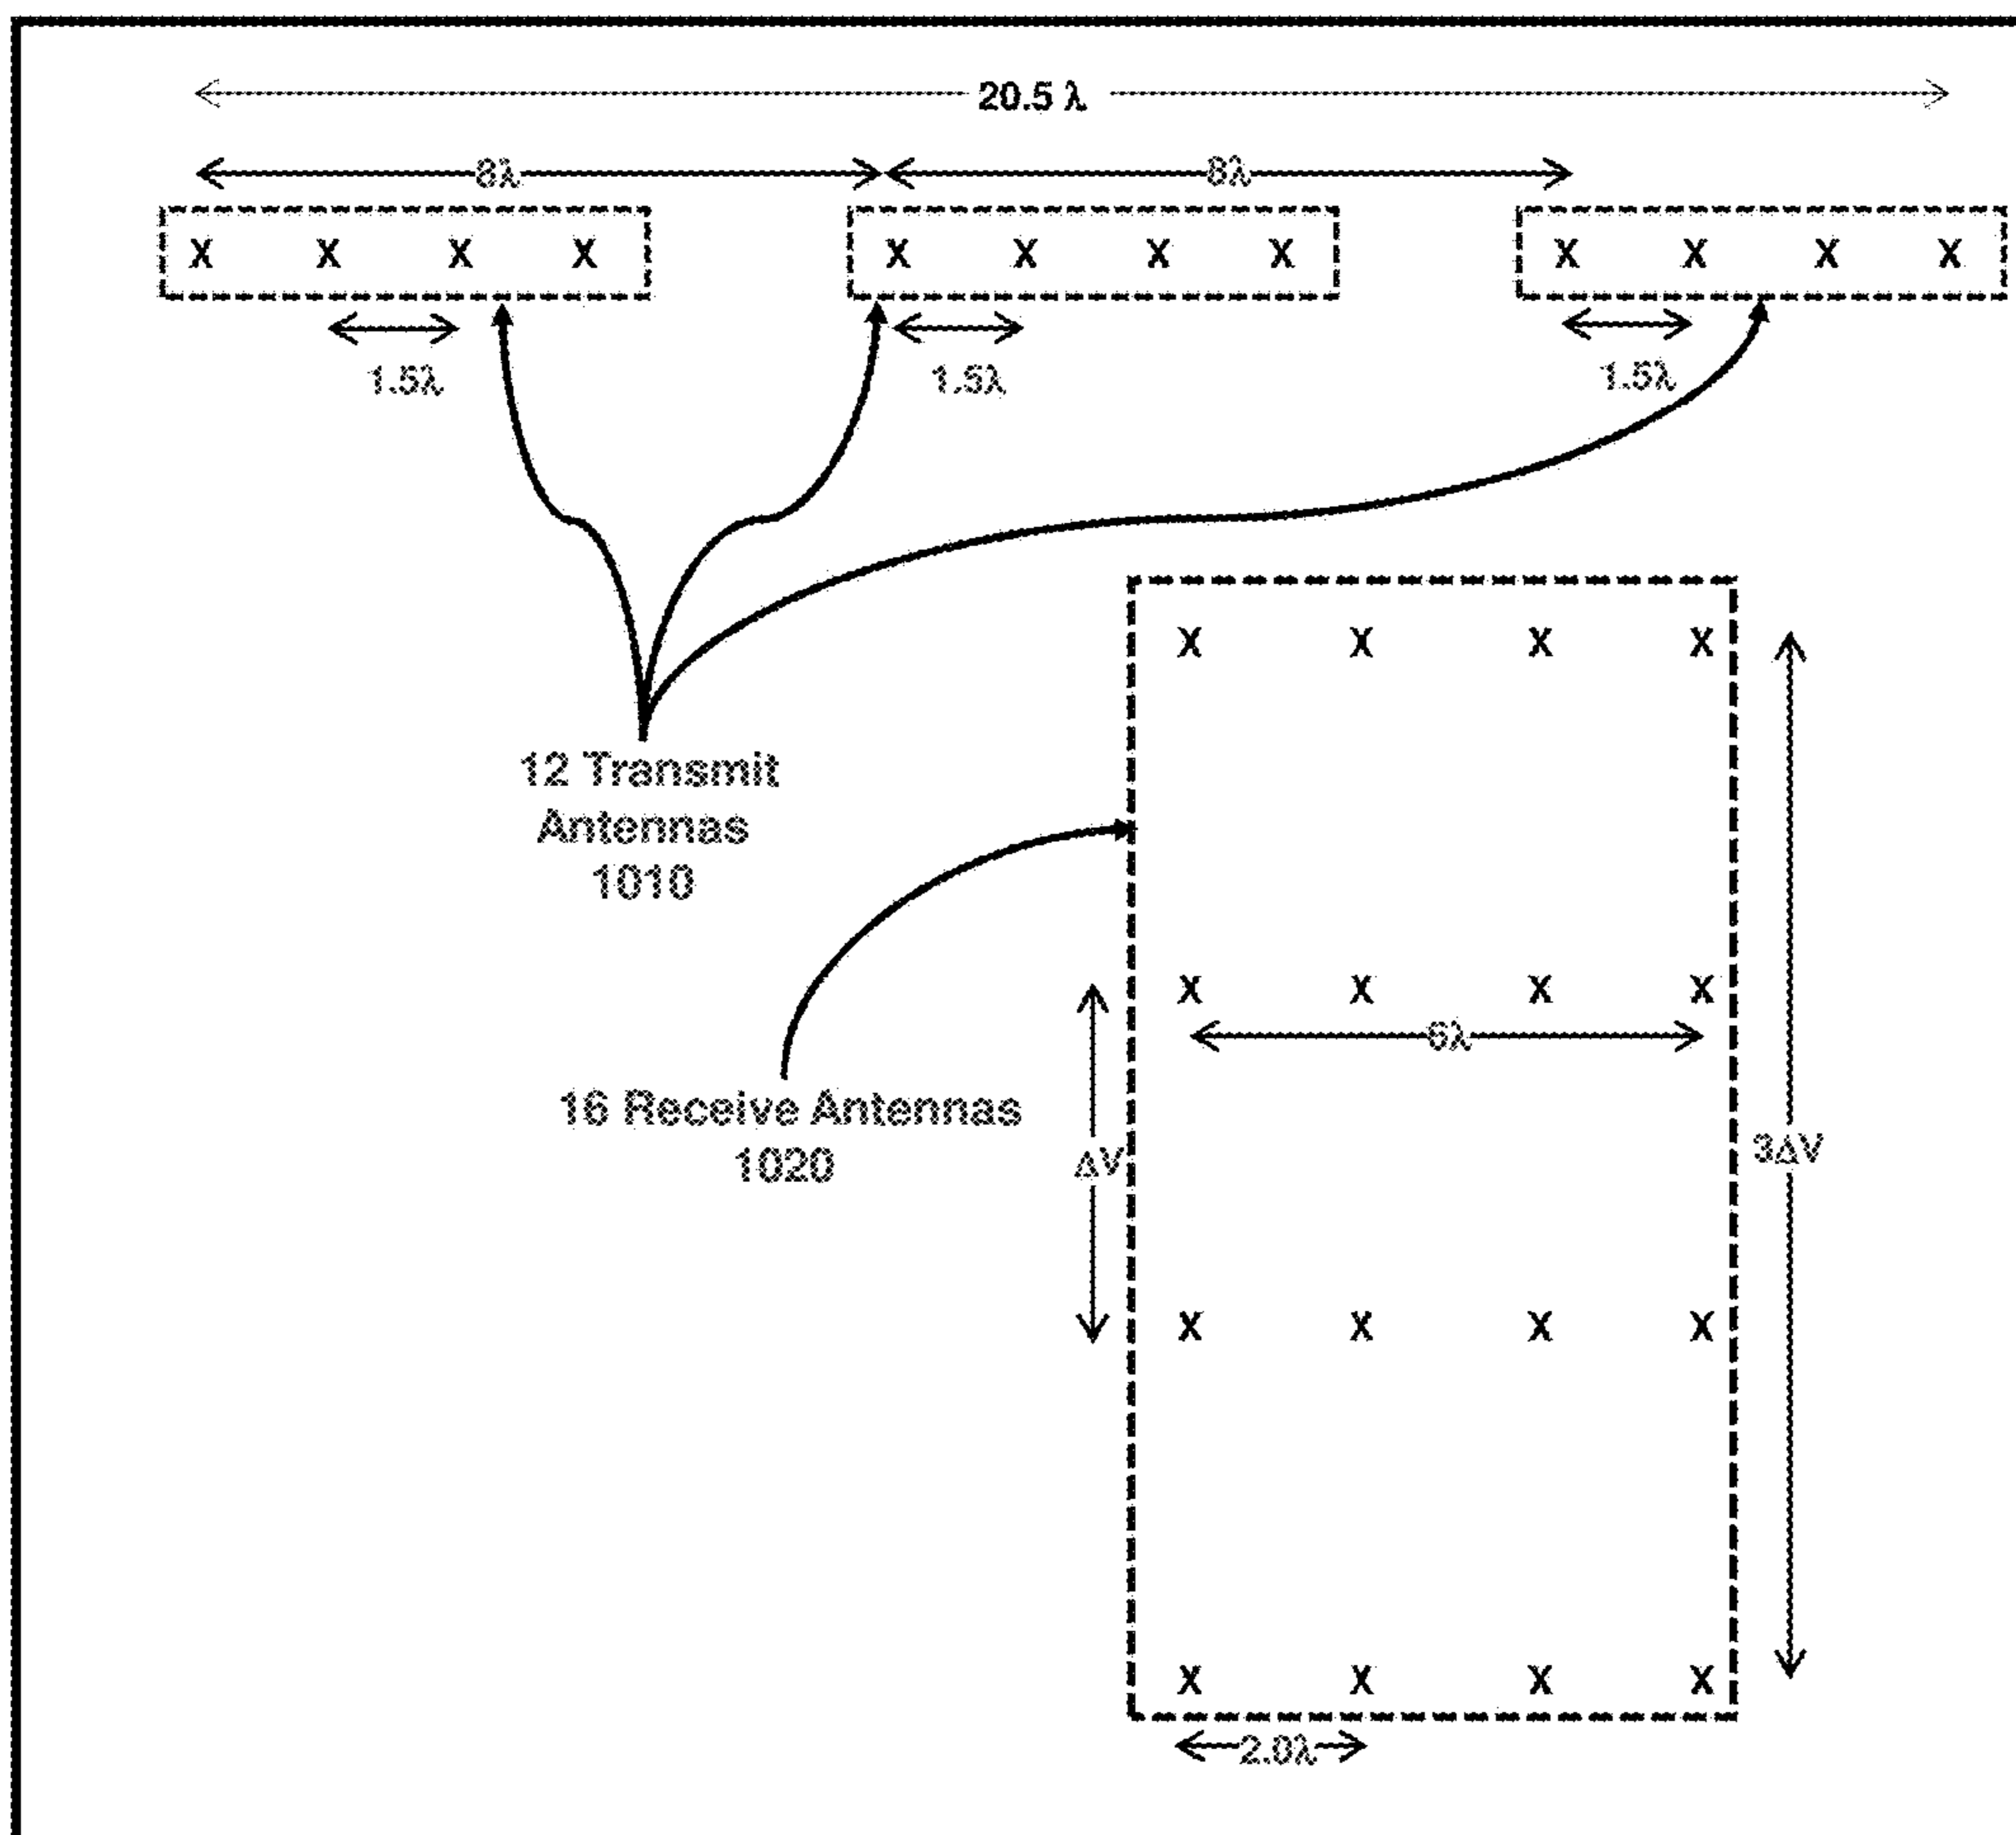 20.5 λ
8λ
8λ
X X X X
X X X X
X X X X
1.5λ
1.5λ
1.5λ
12 Transmit
Antennas
1010
X X X X
X X X X
6λ
16 Receive Antennas
1020
ΔV
3ΔV
X X X X
X X X X
2.0λ